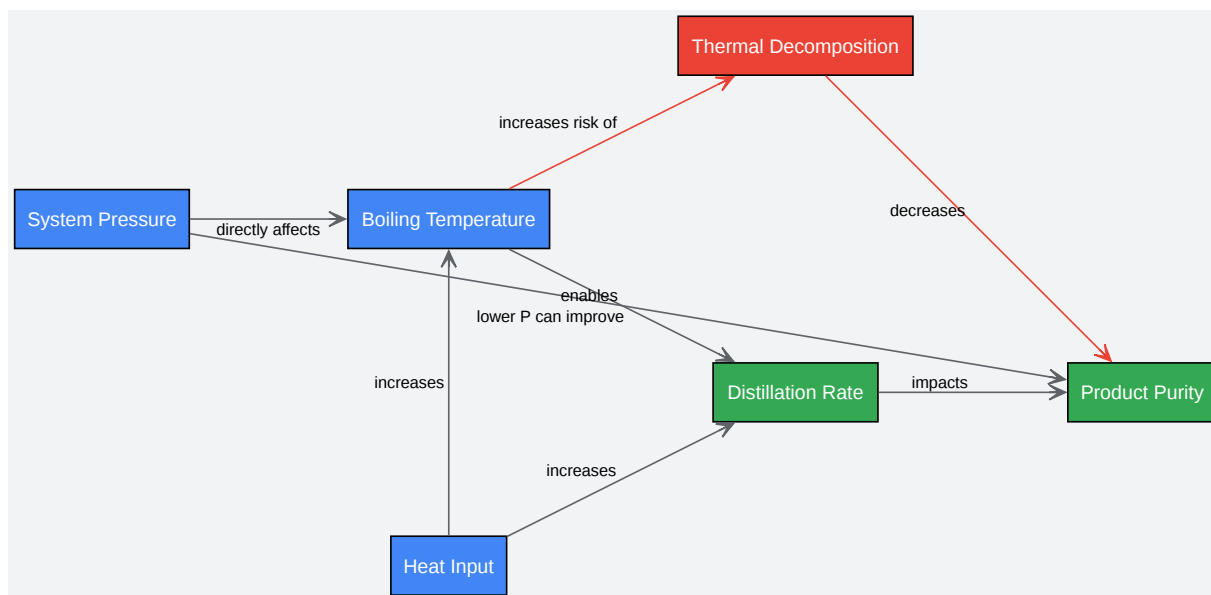 Thermal Decomposition
increases risk of
System Pressure
Boiling Temperature
directly affects
decreases
enables
lower P can improve
increases
Distillation Rate
impacts
Product Purity
increases
Heat Input